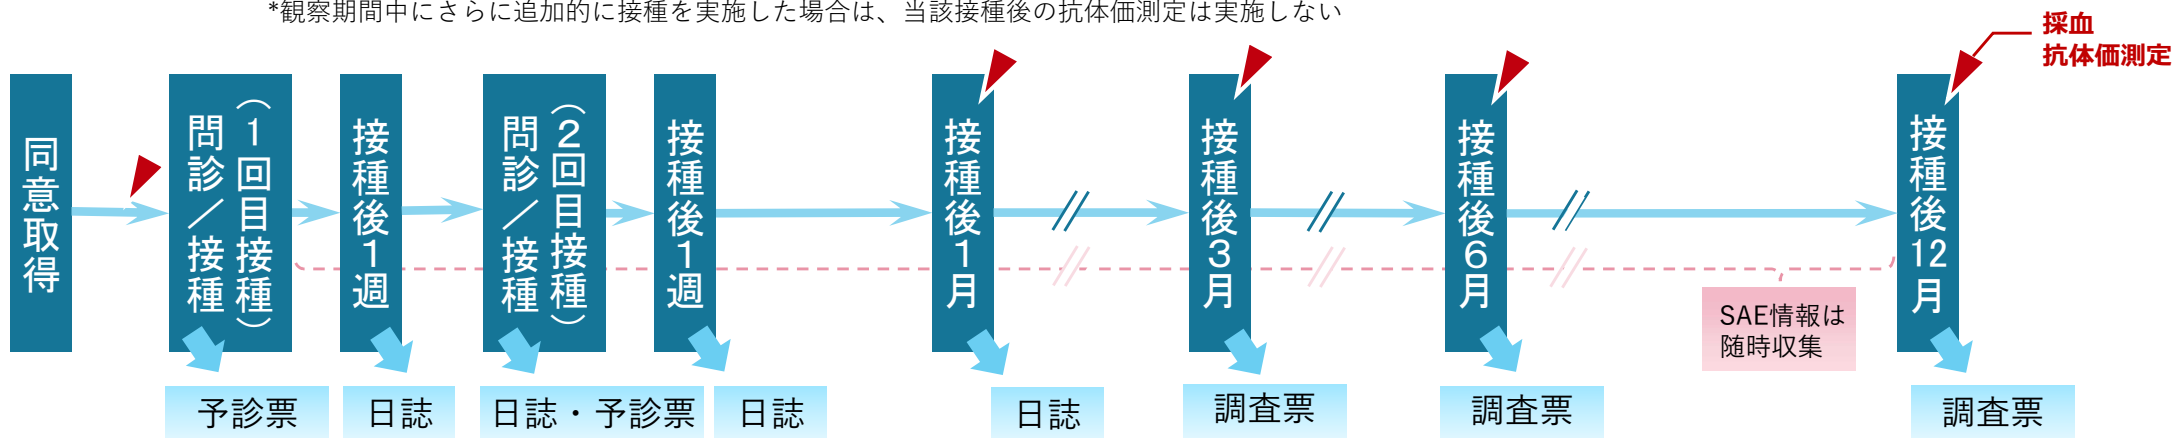 *観察期間中にさらに追加的に接種を実施した場合は、当該接種後の抗体価測定は実施しない
採血
抗体価測定
同意取得
(1回目接種)
問診/接種
接種後1週
(2回目接種)
問診/接種
接種後1週
接種後1月
接種後3月
接種後6月
接種後12月
SAE情報は
随時収集
予診票
日誌
日誌・予診票
日誌
日誌
調査票
調査票
調査票